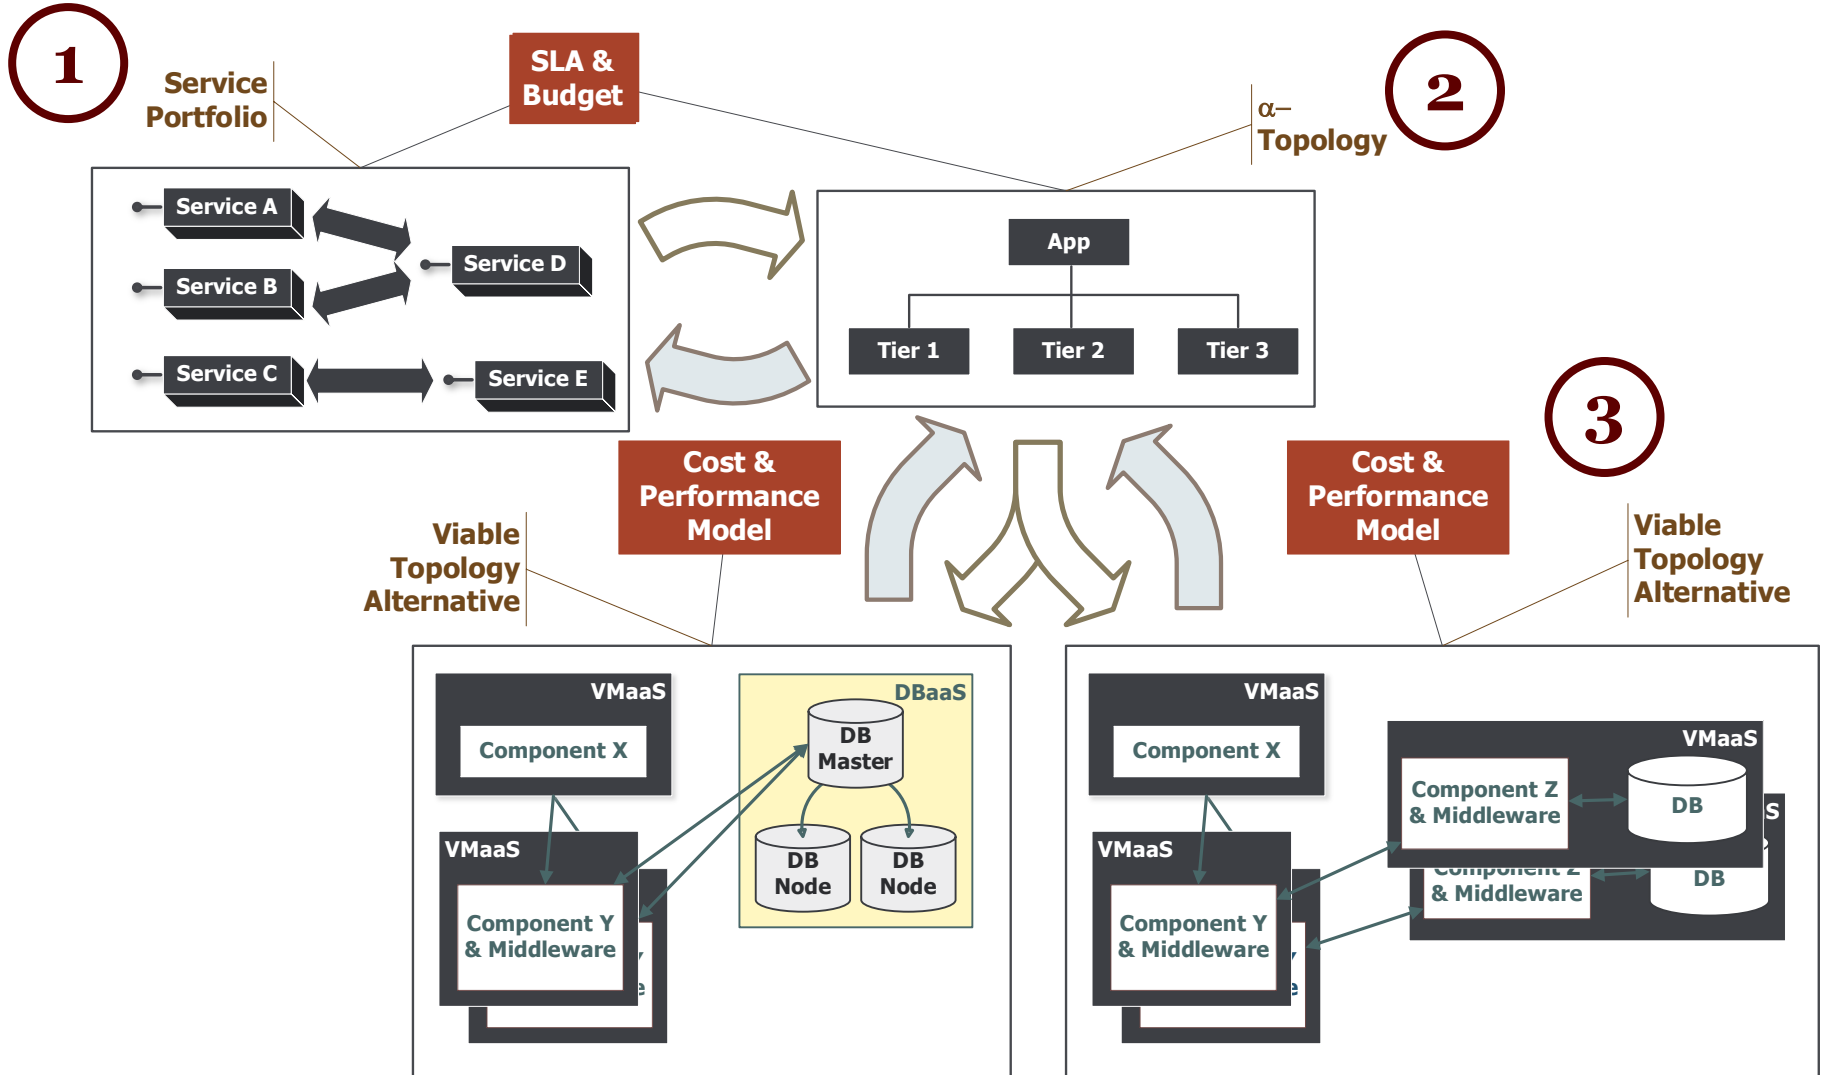 1
Service
Portfolio
SLA &
Budget
α–
Topology
2
Service A
Service B
Service C
Service D
Service E
App
Tier 1
Tier 2
Tier 3
3
Cost &
Performance
Model
Cost &
Performance
Model
Viable
Topology
Alternative
Viable
Topology
Alternative
VMaaS
Component X
VMaaS
Component Y
& Middleware
Y
e
DBaaS
DB
Master
DB
Node
DB
Node
VMaaS
Component X
VMaaS
Component Y
& Middleware
Y
e
VMaaS
Component Z
& Middleware
DB
S
Component Z
& Middleware
DB